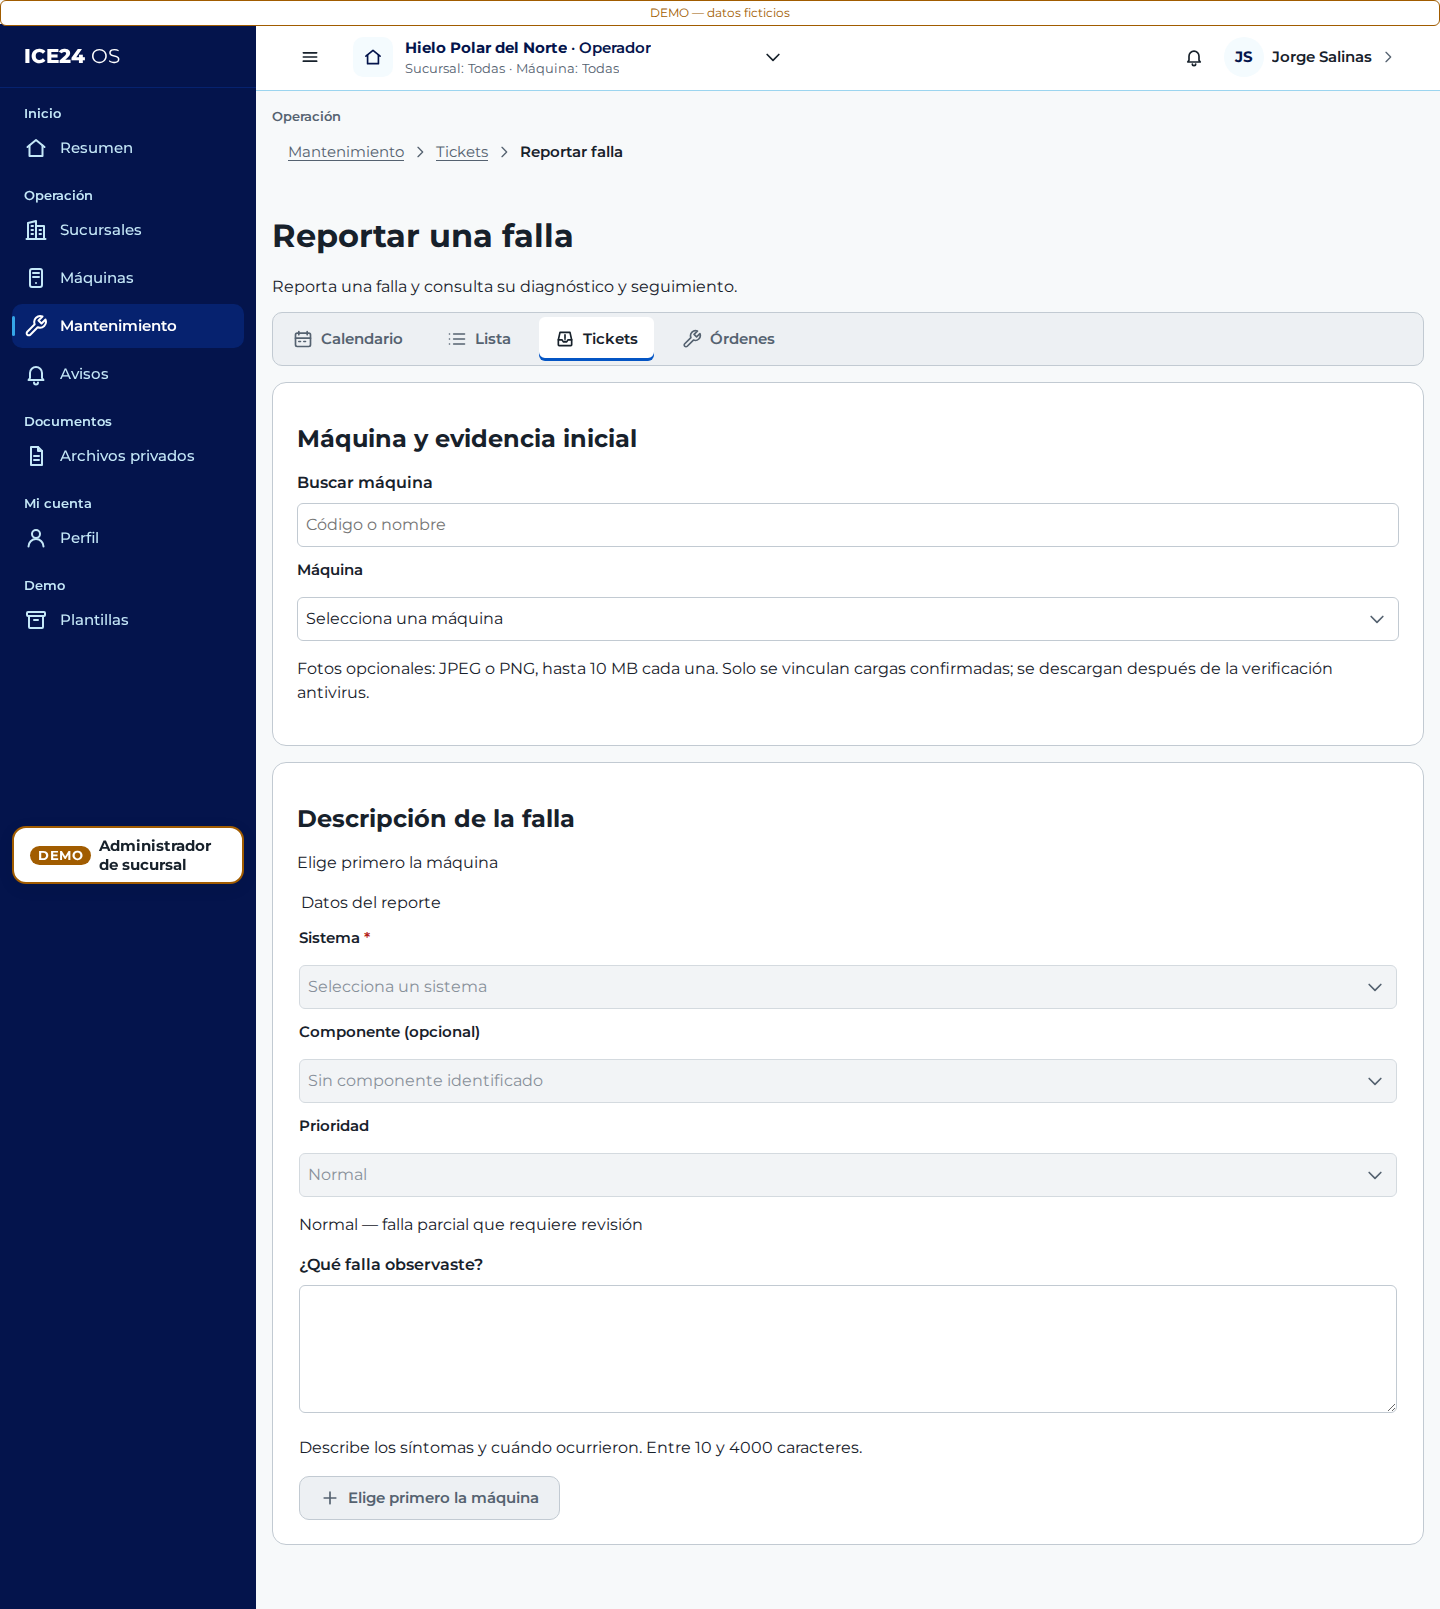 DEMO — datos ficticios
ICE24 OS
Inicio
Resumen
Operación
Sucursales
Máquinas
Mantenimiento
Avisos
Documentos
Archivos privados
Mi cuenta
Perfil
Demo
Plantillas
DEMO
Administrador
de sucursal
Hielo Polar del Norte · Operador
Sucursal: Todas · Máquina: Todas
JS Jorge Salinas
Operación
Mantenimiento > Tickets > Reportar falla
Reportar una falla
Reporta una falla y consulta su diagnóstico y seguimiento.
Calendario Lista Tickets Órdenes
Máquina y evidencia inicial
Buscar máquina
Código o nombre
Máquina
Selecciona una máquina
Fotos opcionales: JPEG o PNG, hasta 10 MB cada una. Solo se vinculan cargas confirmadas; se descargan después de la verificación
antivirus.
Descripción de la falla
Elige primero la máquina
Datos del reporte
Sistema *
Selecciona un sistema
Componente (opcional)
Sin componente identificado
Prioridad
Normal
Normal — falla parcial que requiere revisión
¿Qué falla observaste?
Describe los síntomas y cuándo ocurrieron. Entre 10 y 4000 caracteres.
+ Elige primero la máquina